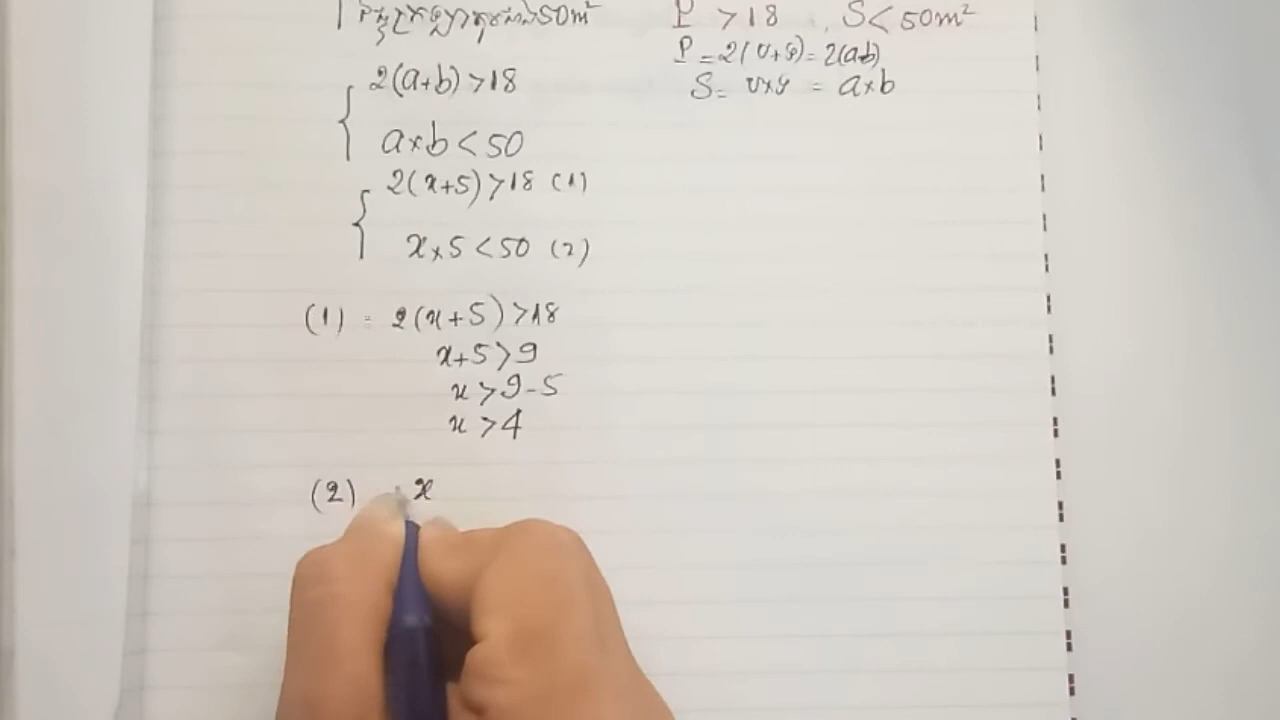 50m²
P > 18 , S < 50m²
2(a+b) > 18
a×b < 50
S = = a×b
2(x+5) > 18 (1)
x×5 < 50 (2)
(1) = 2(x+5) > 18
x+5 > 9
x > 9-5
x > 4
(2) x